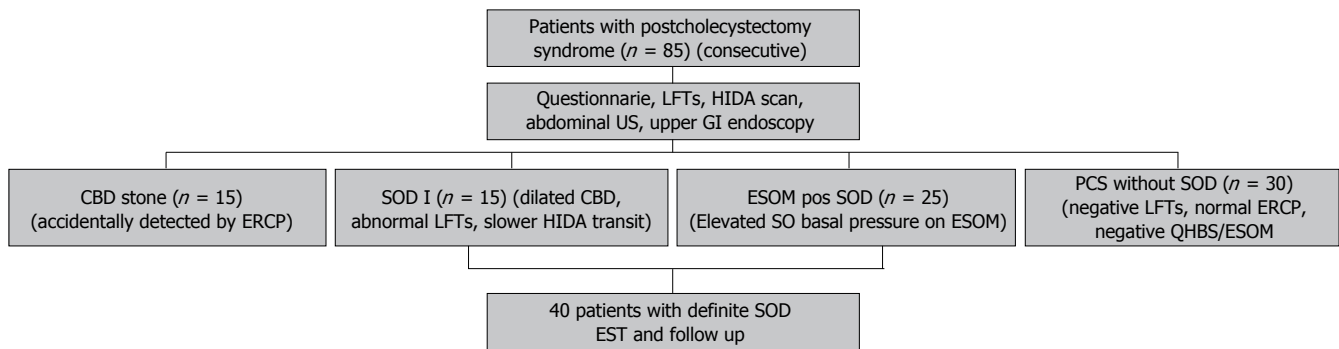 Patients with postcholecystectomy
syndrome (n = 85) (consecutive)
Questionnarie, LFTs, HIDA scan,
abdominal US, upper GI endoscopy
CBD stone (n = 15)
(accidentally detected by ERCP)
SOD I (n = 15) (dilated CBD,
abnormal LFTs, slower HIDA transit)
ESOM pos SOD (n = 25)
(Elevated SO basal pressure on ESOM)
PCS without SOD (n = 30)
(negative LFTs, normal ERCP,
negative QHBS/ESOM
40 patients with definite SOD
EST and follow up